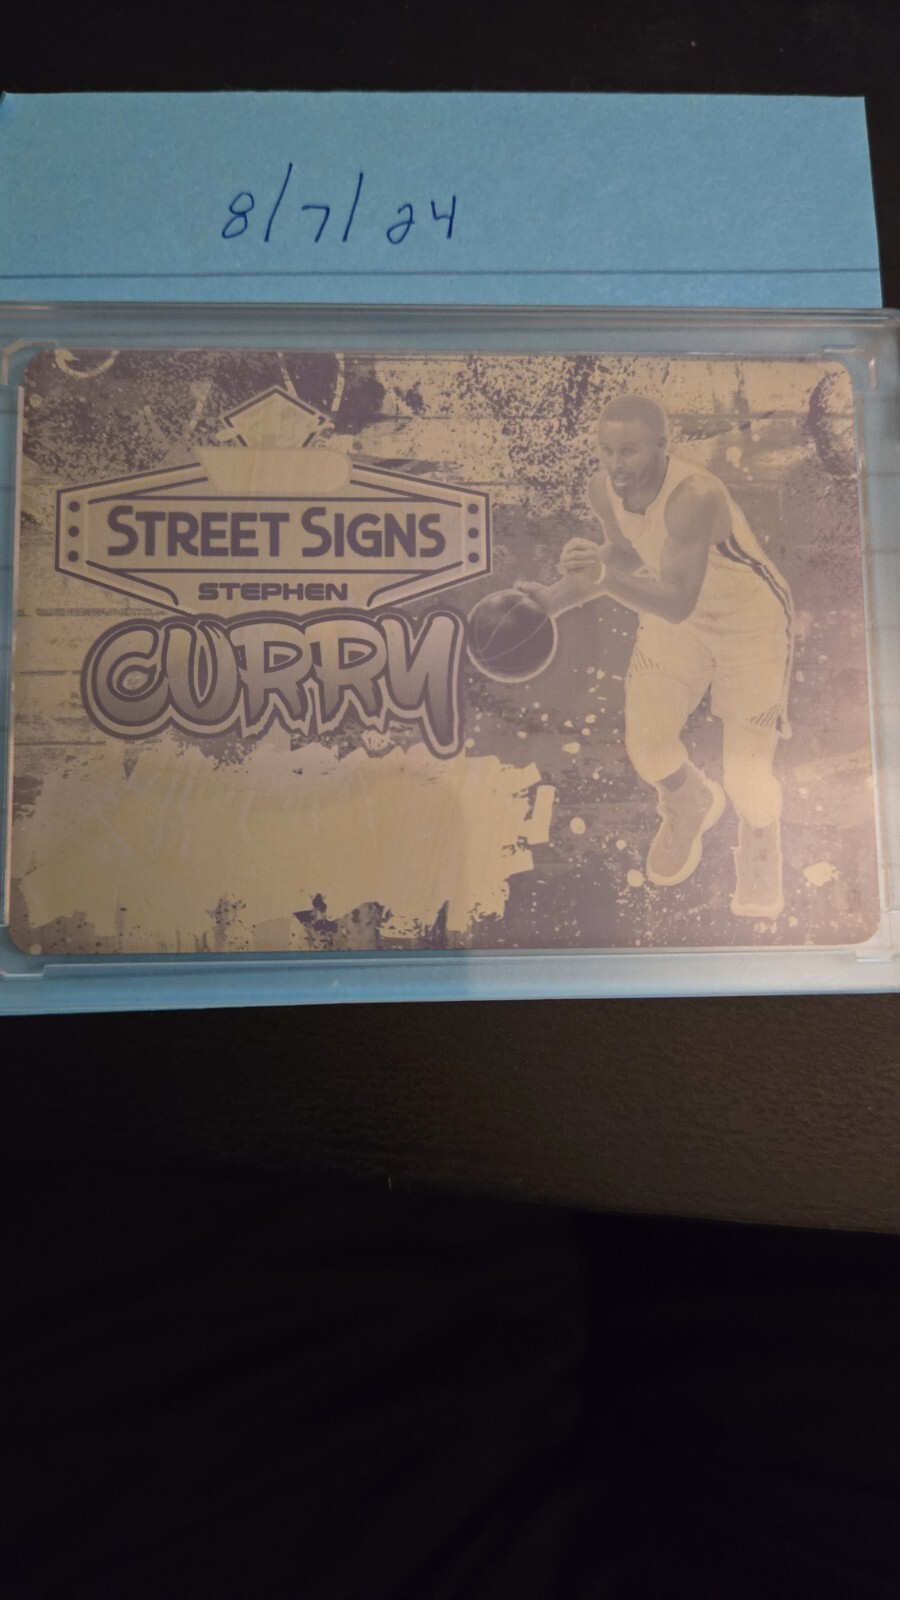 8/7/24
STREET SIGNS
STEPHEN
CURRY